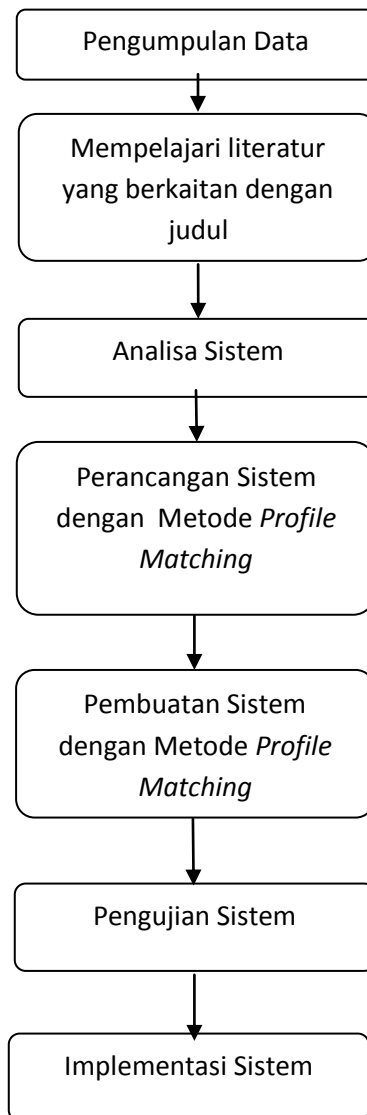 Pengumpulan Data
Mempelajari literatur
yang berkaitan dengan
judul
Analisa Sistem
Perancangan Sistem
dengan Metode Profile
Matching
Pembuatan Sistem
dengan Metode Profile
Matching
Pengujian Sistem
Implementasi Sistem